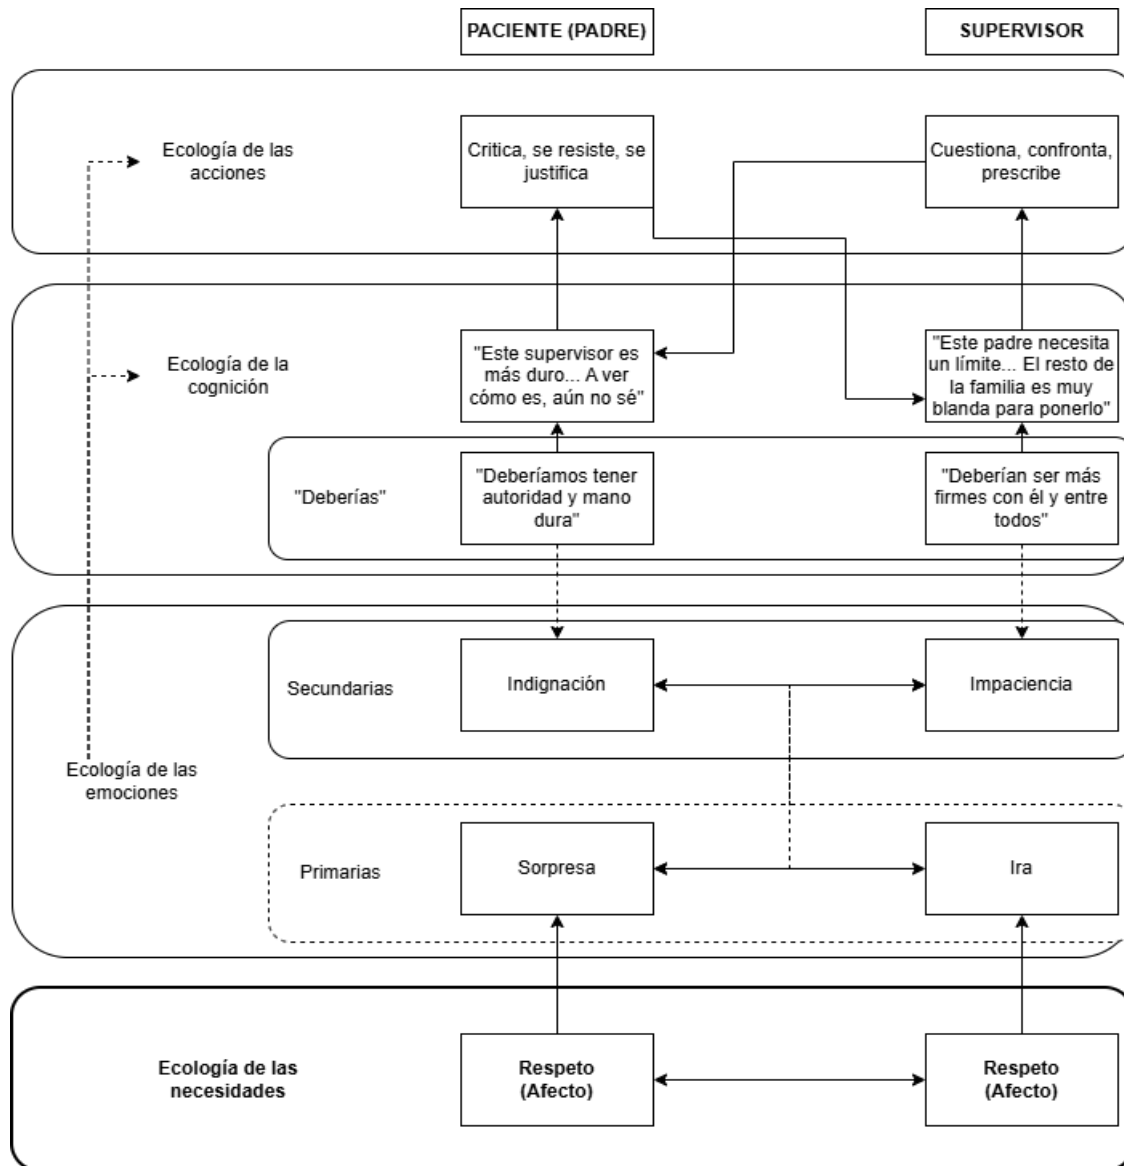 PACIENTE (PADRE)
SUPERVISOR
Ecología de las
acciones
Critica, se resiste, se
justifica
Cuestiona, confronta,
prescribe
Ecología de la
cognición
"Este supervisor es
más duro... A ver
cómo es, aún no sé"
"Este padre necesita
un límite... El resto de
la familia es muy
blanda para ponerlo"
"Deberías"
"Deberíamos tener
autoridad y mano
dura"
"Deberían ser más
firmes con él y entre
todos"
Secundarias
Indignación
Impaciencia
Ecología de las
emociones
Primarias
Sorpresa
Ira
Ecología de las
necesidades
Respeto
(Afecto)
Respeto
(Afecto)